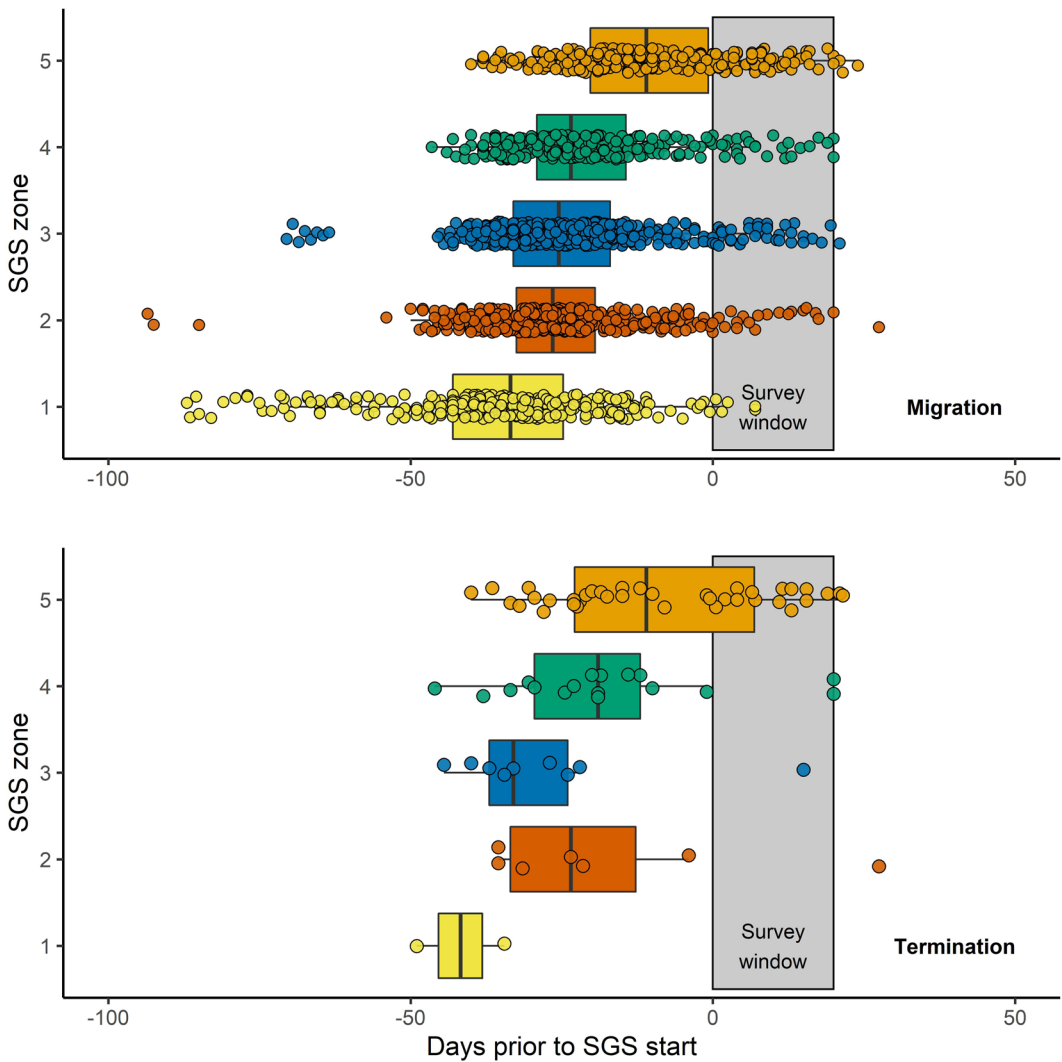 SGS zone
5
4
3
2
1
Survey
window
Migration
-100
-50
0
50
SGS zone
5
4
3
2
1
Survey
window
Termination
-100
-50
0
50
Days prior to SGS start